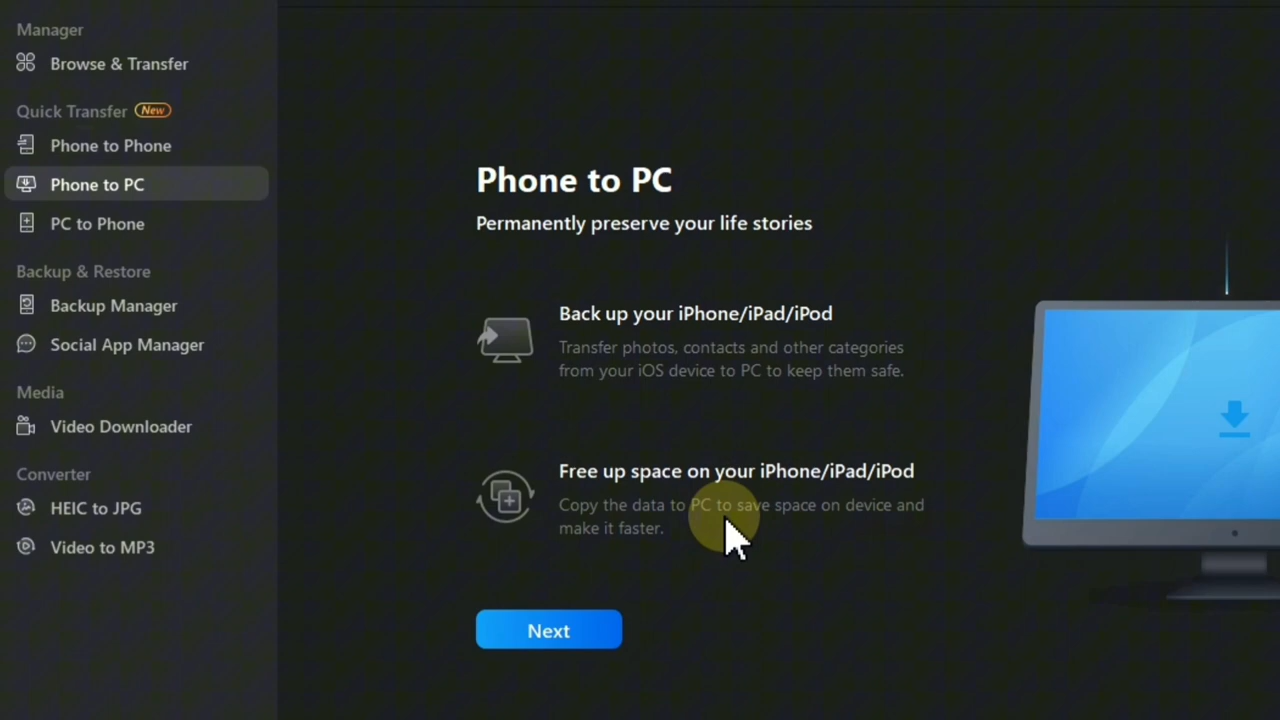 Manager
Browse & Transfer
Quick Transfer New
Phone to Phone
Phone to PC
PC to Phone
Backup & Restore
Backup Manager
Social App Manager
Media
Video Downloader
Converter
HEIC to JPG
Video to MP3
Phone to PC
Permanently preserve your life stories
Back up your iPhone/iPad/iPod
Transfer photos, contacts and other categories
from your iOS device to PC to keep them safe.
Free up space on your iPhone/iPad/iPod
Copy the data to PC to save space on device and
make it faster.
Next